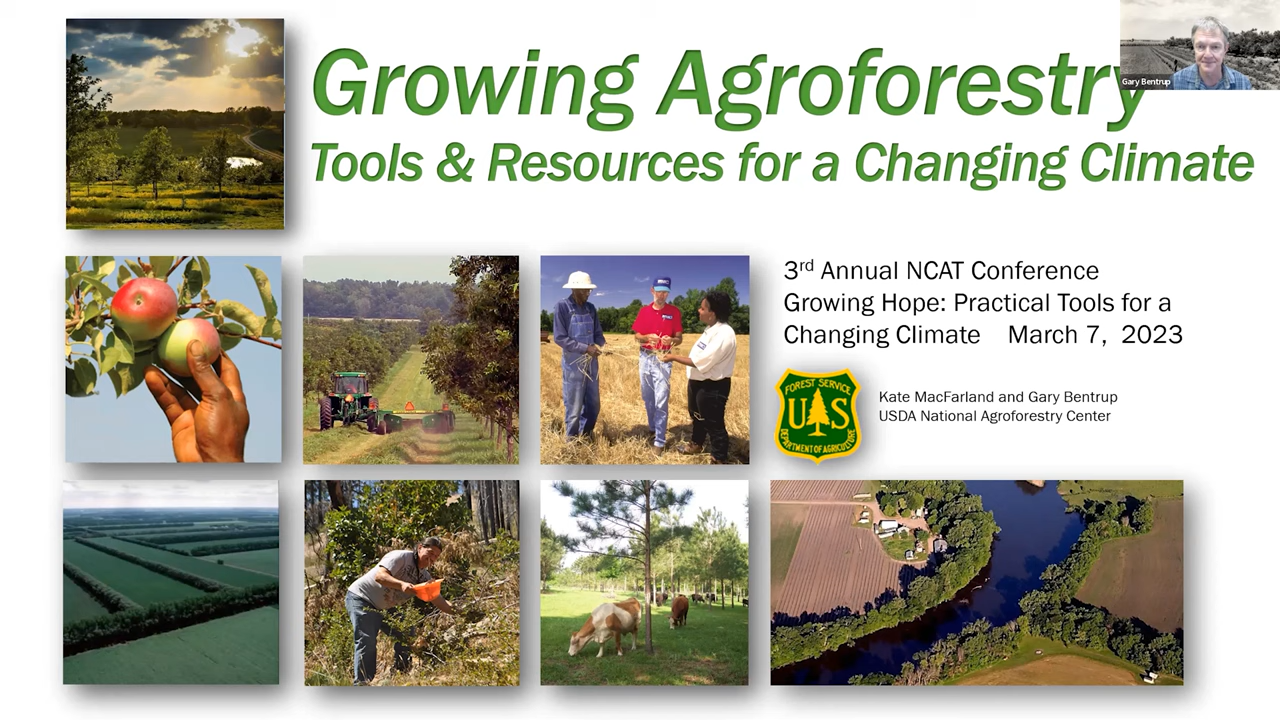 Growing Agroforestry
Gary Bentrup
Tools & Resources for a Changing Climate
3rd Annual NCAT Conference
Growing Hope: Practical Tools for a
Changing Climate March 7, 2023
FOREST SERVICE
U S
DEPARTMENT OF AGRICULTURE
Kate MacFarland and Gary Bentrup
USDA National Agroforestry Center